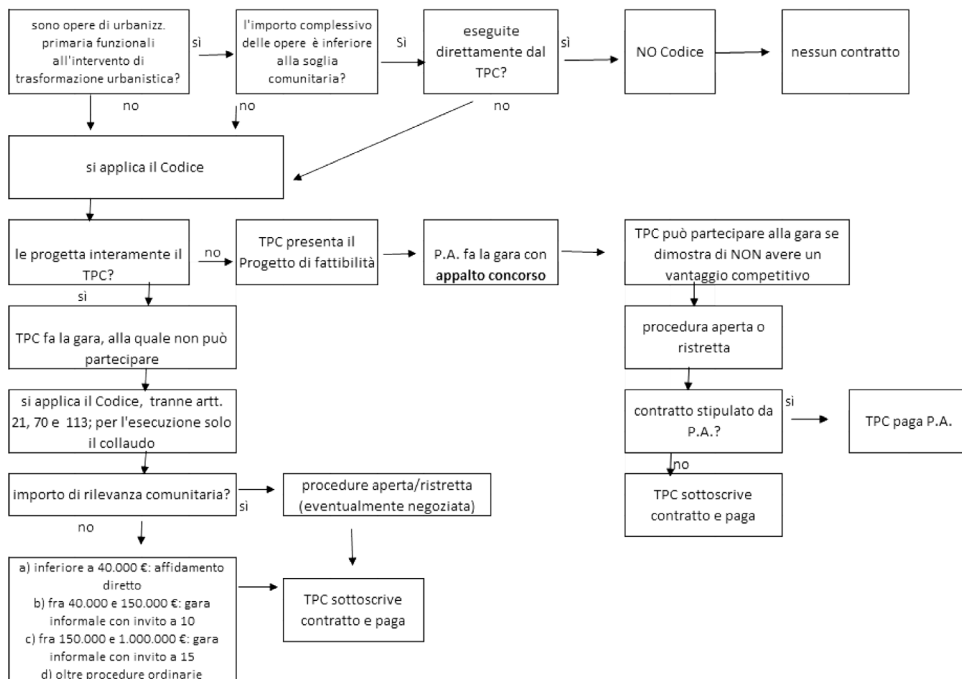 sono opere di urbanizz.
primaria funzionali
all'intervento di
trasformazione urbanistica?
sì
l'importo complessivo
delle opere è inferiore
alla soglia
comunitaria?
Sì
eseguite
direttamente dal
TPC?
sì
NO Codice
nessun contratto
no
no
no
si applica il Codice
le progetta interamente il
TPC?
no
TPC presenta il
Progetto di fattibilità
P.A. fa la gara con
appalto concorso
TPC può partecipare alla gara se
dimostra di NON avere un
vantaggio competitivo
sì
TPC fa la gara, alla quale non può
partecipare
procedura aperta o
ristretta
si applica il Codice, tranne artt.
21, 70 e 113; per l'esecuzione solo
il collaudo
contratto stipulato da
P.A.?
sì
TPC paga P.A.
no
importo di rilevanza comunitaria?
sì
procedure aperta/ristretta
(eventualmente negoziata)
TPC sottoscrive
contratto e paga
no
a) inferiore a 40.000 €: affidamento
diretto
b) fra 40.000 e 150.000 €: gara
informale con invito a 10
c) fra 150.000 e 1.000.000 €: gara
informale con invito a 15
d) oltre procedure ordinarie
TPC sottoscrive
contratto e paga